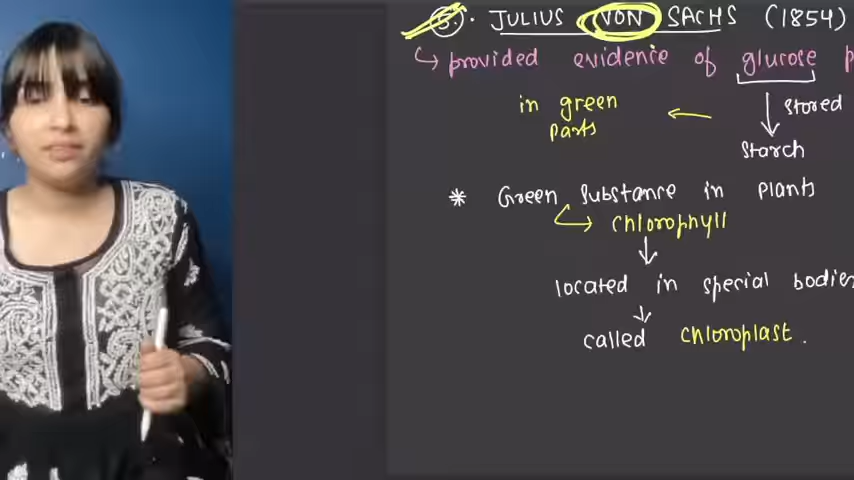 5. JULIUS VON SACHS (1854)
↳ provided evidence of glucose
in green parts ← ↓ stored
starch
* Green substance in plants
↳ chlorophyll
↓
located in special bodies
↓
called chloroplast.